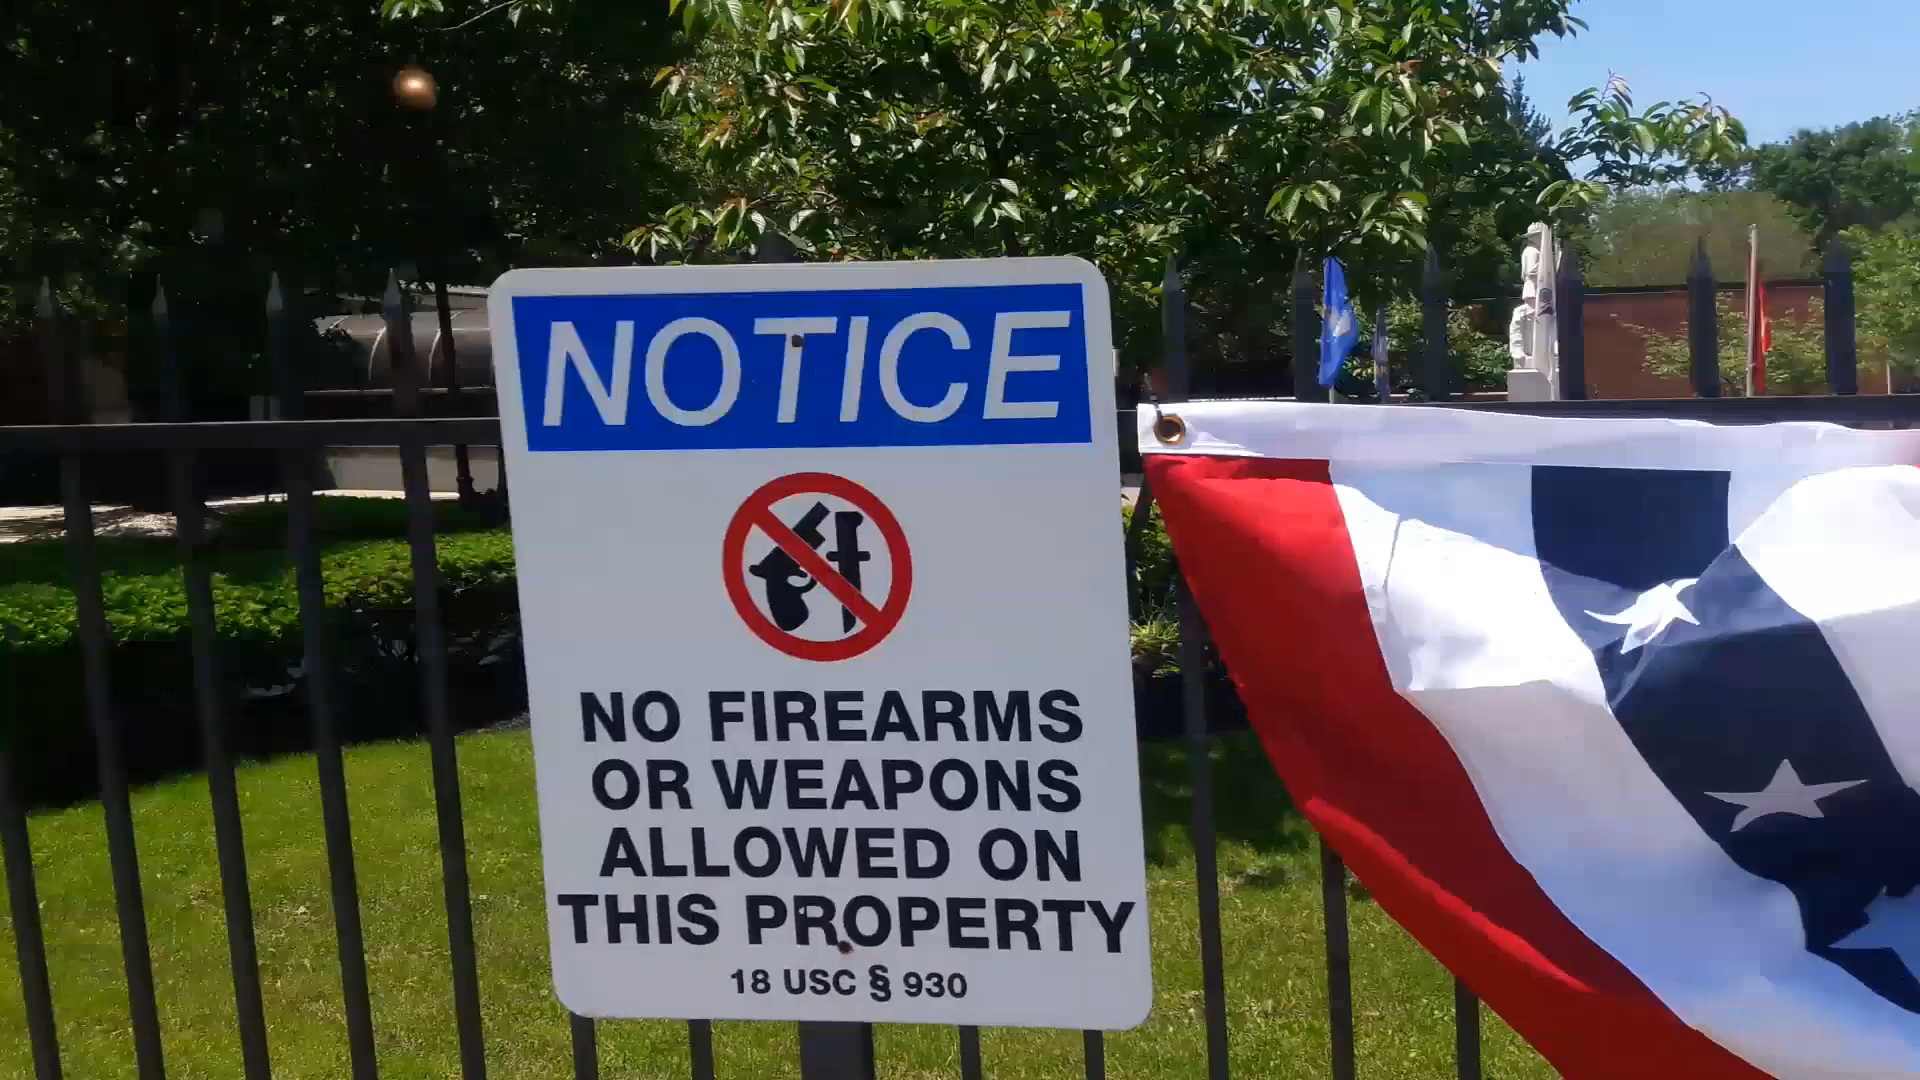 NOTICE
NO FIREARMS
OR WEAPONS
ALLOWED ON
THIS PROPERTY
18 USC § 930